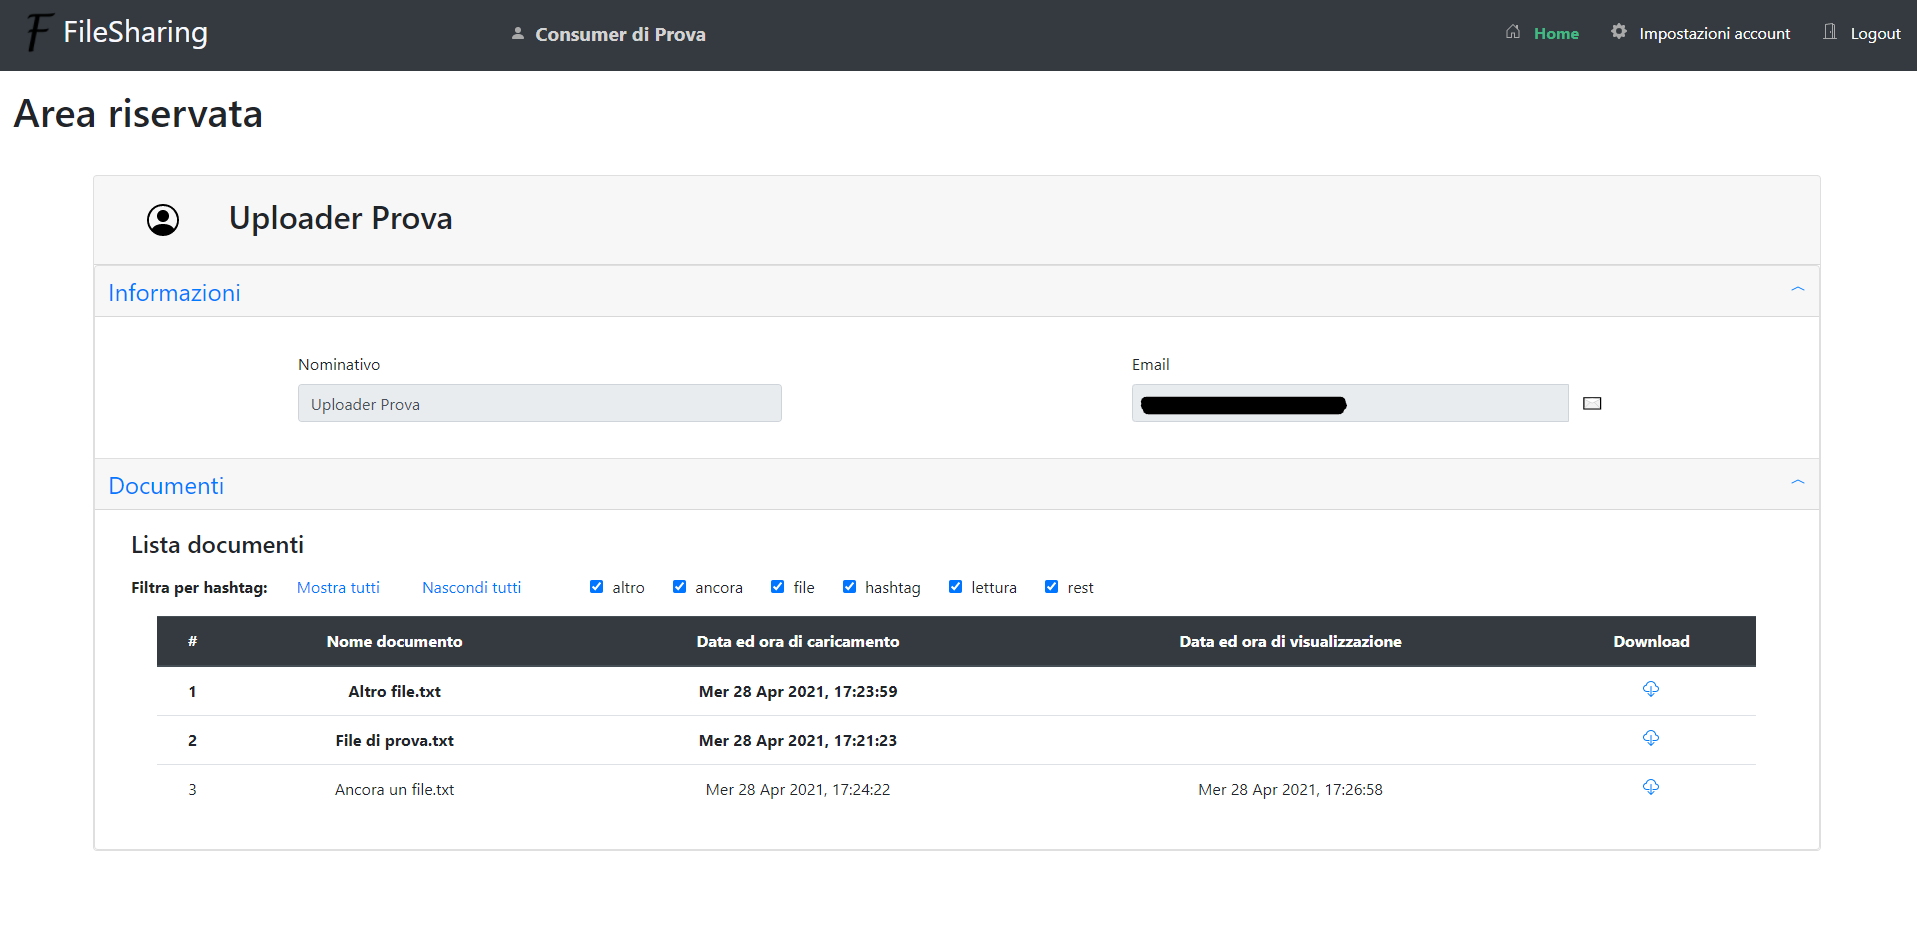 F FileSharing
Consumer di Prova
Home
Impostazioni account
Logout
Area riservata
Uploader Prova
Informazioni
Nominativo
Email
Uploader Prova
Documenti
Lista documenti
Filtra per hashtag: Mostra tutti Nascondi tutti altro ancora file hashtag lettura rest
# Nome documento Data ed ora di caricamento Data ed ora di visualizzazione Download
1 Altro file.txt Mer 28 Apr 2021, 17:23:59
2 File di prova.txt Mer 28 Apr 2021, 17:21:23
3 Ancora un file.txt Mer 28 Apr 2021, 17:24:22 Mer 28 Apr 2021, 17:26:58